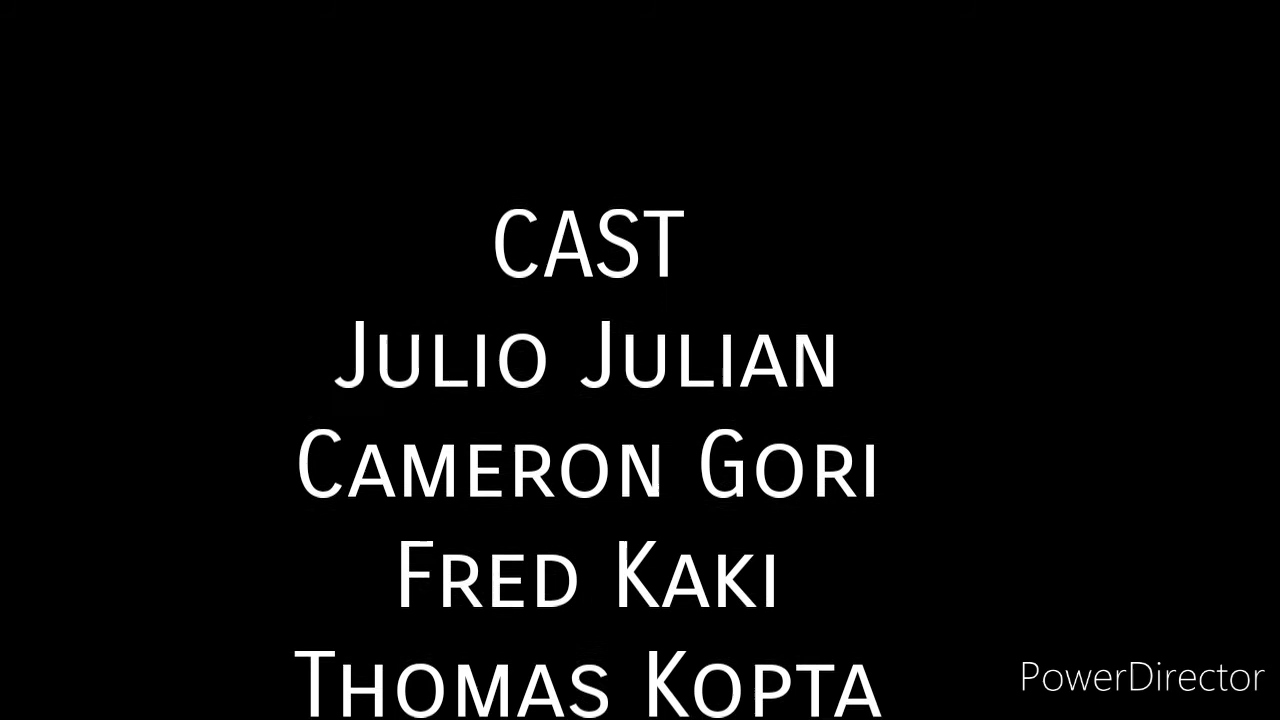 CAST
Julio Julian
Cameron Gori
Fred Kaki
Thomas Kopta
PowerDirector